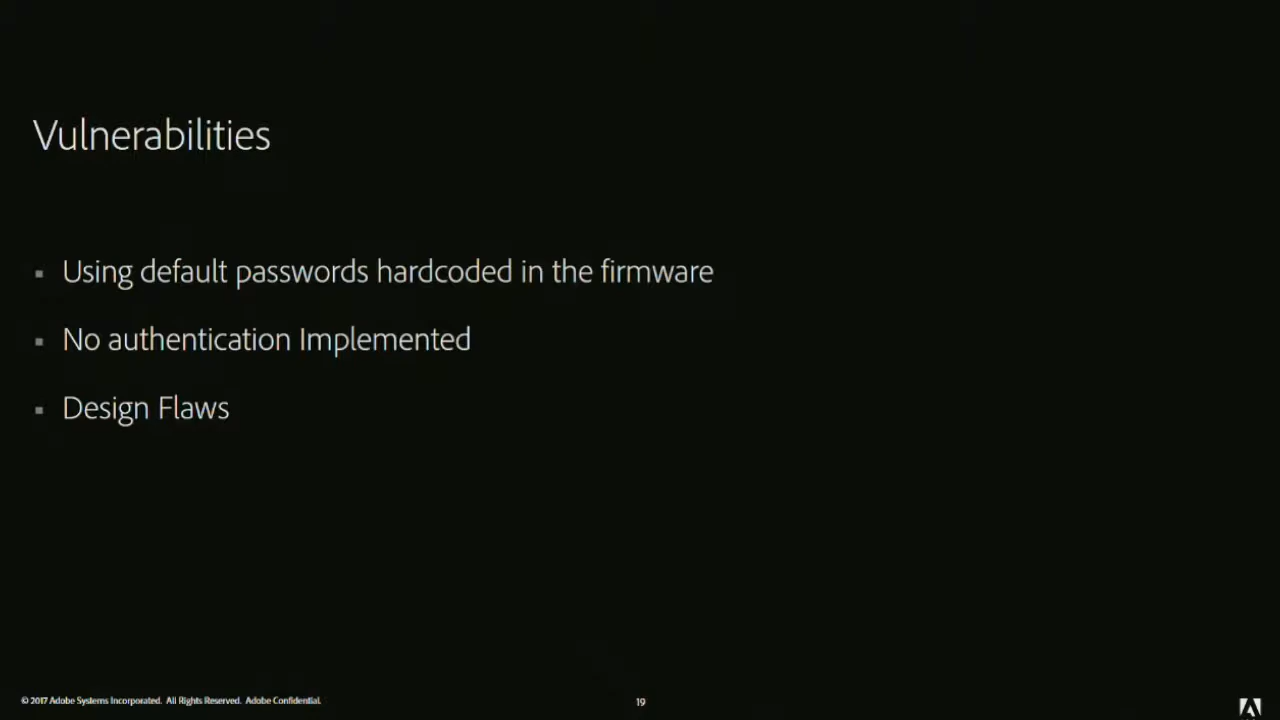 Vulnerabilities
▪ Using default passwords hardcoded in the firmware
▪ No authentication Implemented
▪ Design Flaws
© 2017 Adobe Systems Incorporated. All Rights Reserved. Adobe Confidential.
19